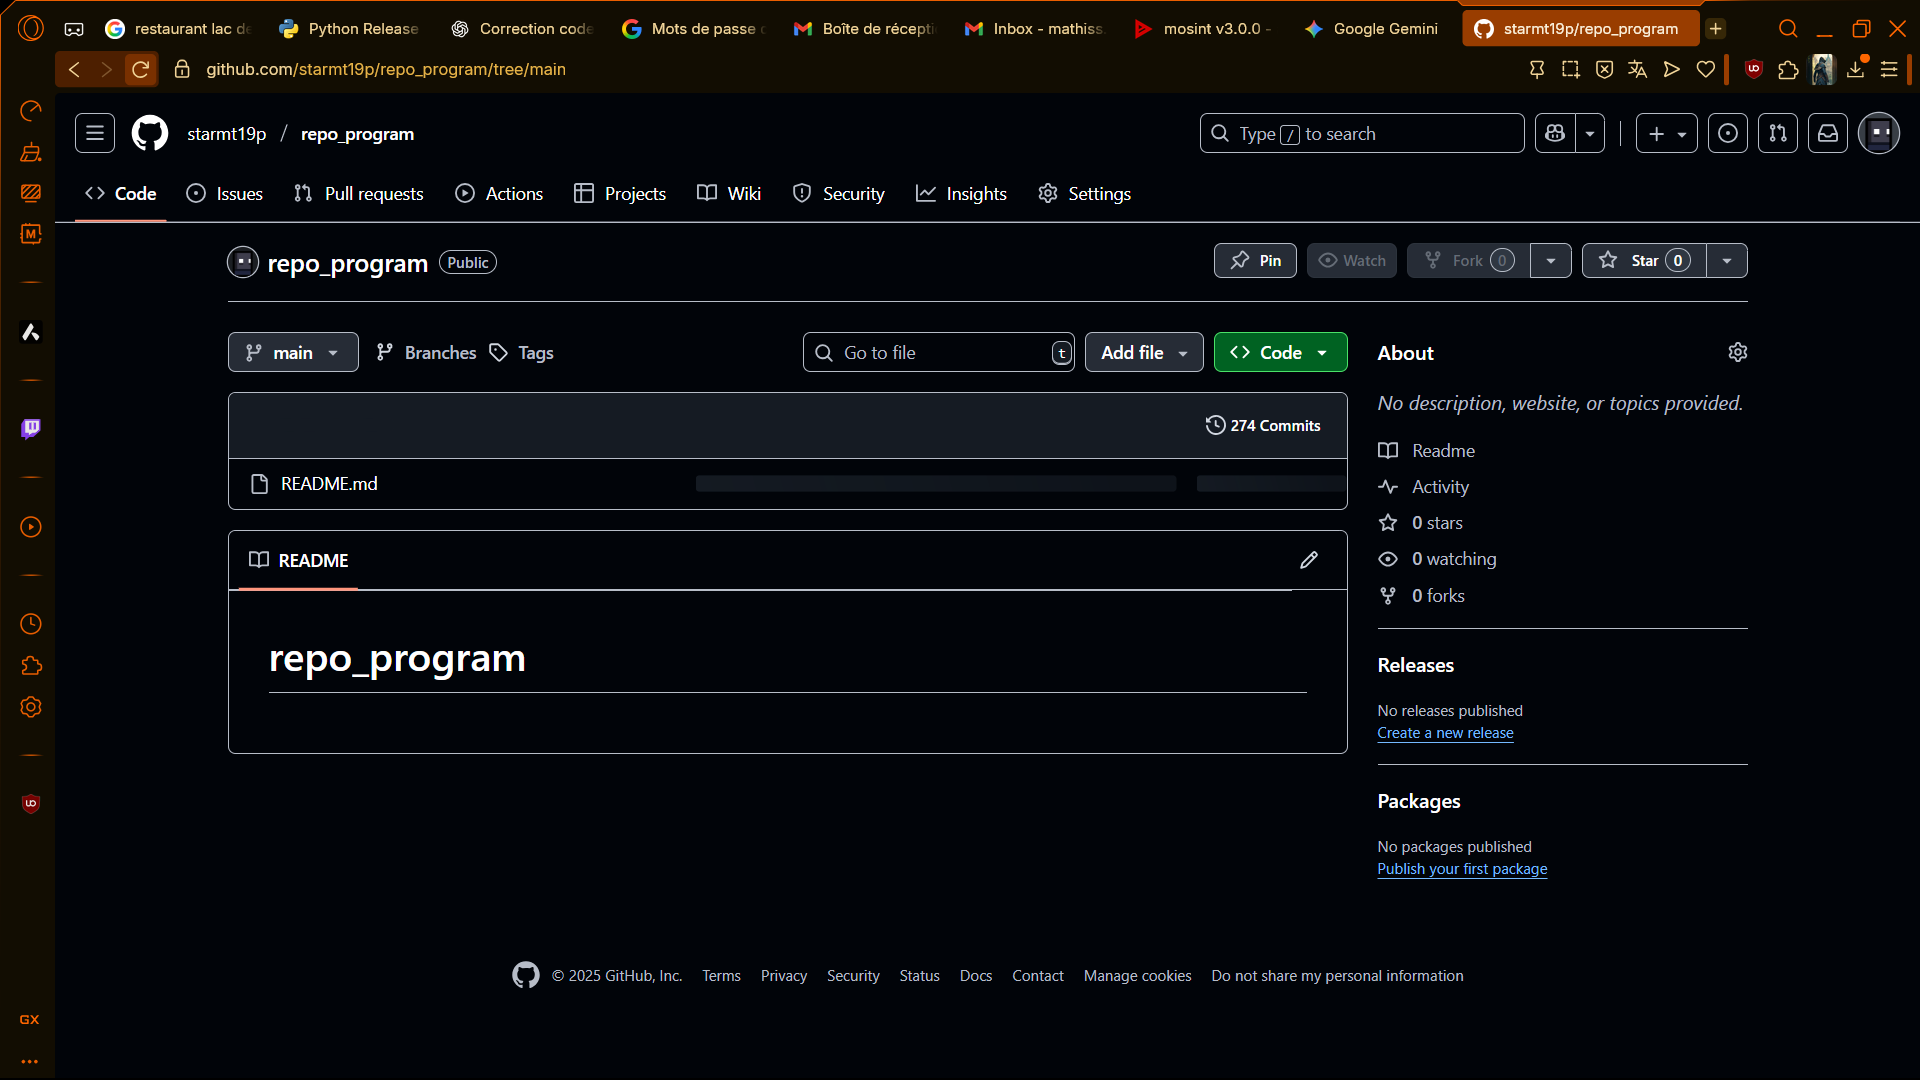 restaurant lac de
Python Release
Correction code
Mots de passe
Boîte de récepti
Inbox - mathiss.
mosint v3.0.0 -
Google Gemini
starmt19p/repo_program
github.com/starmt19p/repo_program/tree/main
starmt19p / repo_program
Type / to search
Code
Issues
Pull requests
Actions
Projects
Wiki
Security
Insights
Settings
repo_program Public
Pin
Watch
Fork 0
Star 0
main
Branches
Tags
Go to file t
Add file
Code
274 Commits
README.md
README
repo_program
About
No description, website, or topics provided.
Readme
Activity
0 stars
0 watching
0 forks
Releases
No releases published
Create a new release
Packages
No packages published
Publish your first package
© 2025 GitHub, Inc.
Terms
Privacy
Security
Status
Docs
Contact
Manage cookies
Do not share my personal information
GX